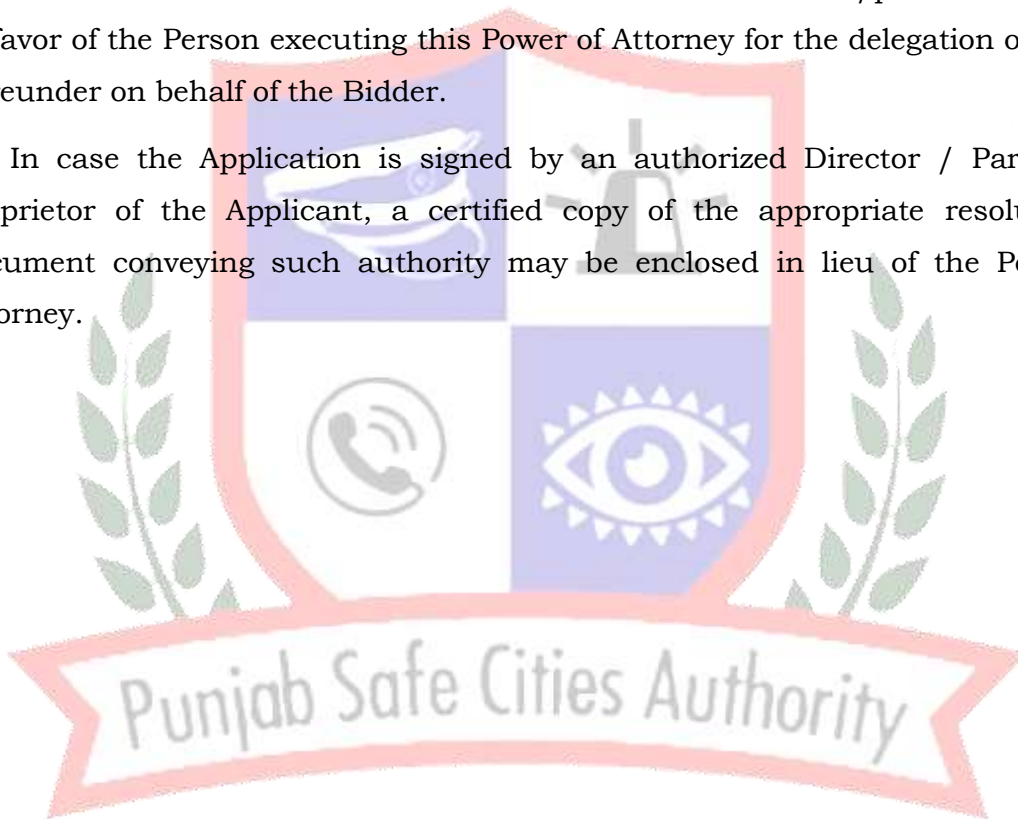 favor of the Person executing this Power of Attorney for the delegation o
reunder on behalf of the Bidder.
In case the Application is signed by an authorized Director / Par
prietor of the Applicant, a certified copy of the appropriate resolu
cument conveying such authority may be enclosed in lieu of the Po
orney.
Punjab Safe Cities Authority